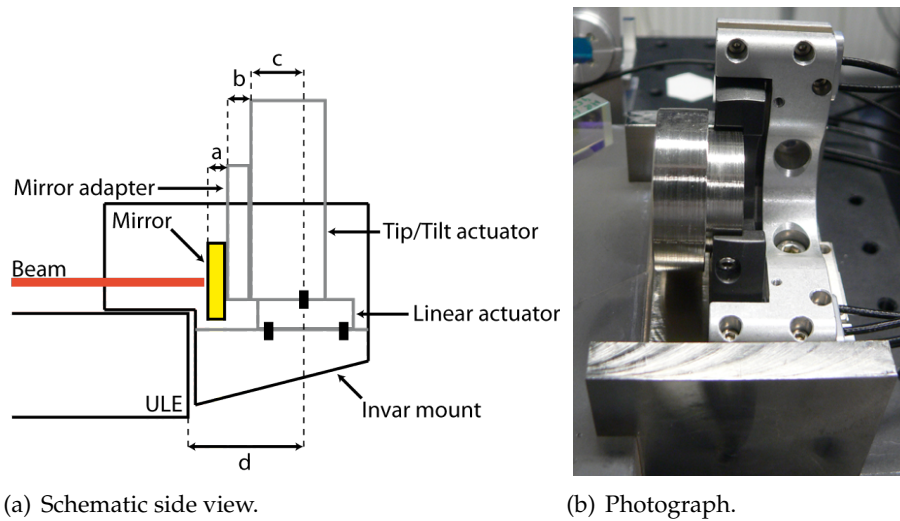 c
b
a
Mirror adapter
Mirror
Tip/Tilt actuator
Beam
Linear actuator
ULE
Invar mount
d
(a) Schematic side view.
(b) Photograph.